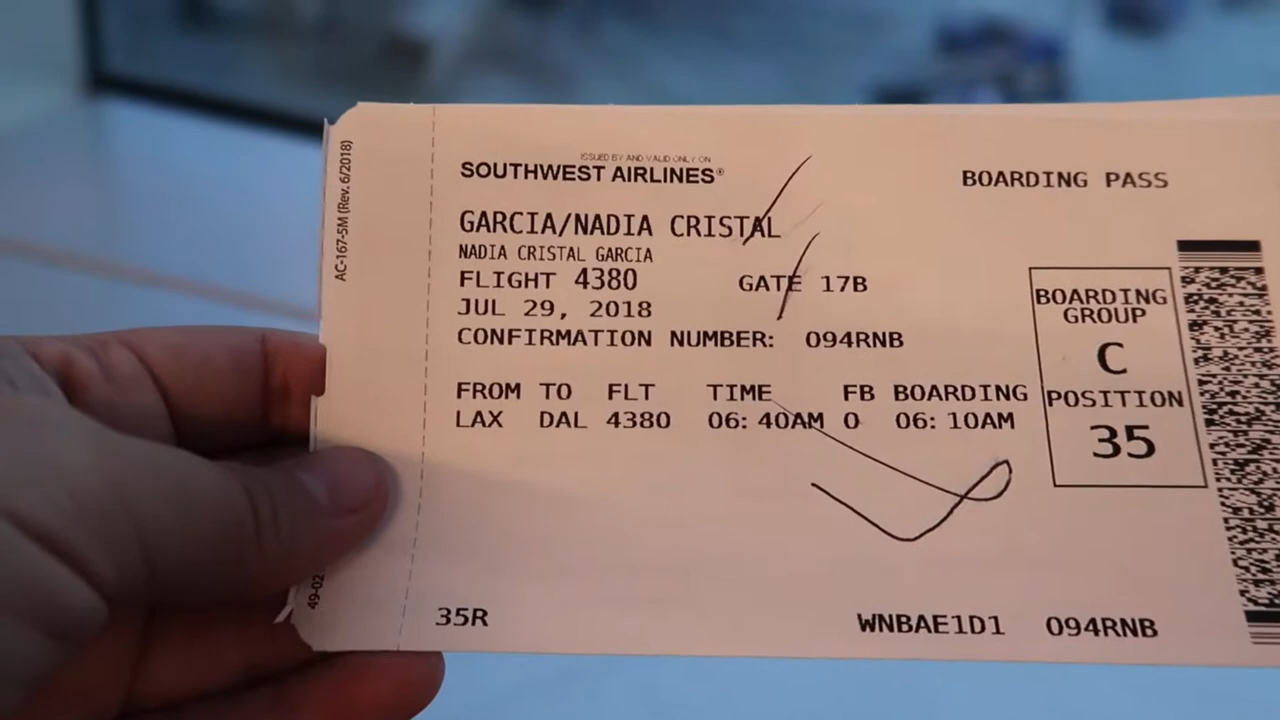 AC-167-5M (Rev. 6/2018)
ISSUED BY AND VALID ONLY ON
SOUTHWEST AIRLINES®
BOARDING PASS
GARCIA/NADIA CRISTAL
NADIA CRISTAL GARCIA
FLIGHT 4380 GATE 17B
JUL 29, 2018
CONFIRMATION NUMBER: 094RNB
FROM TO FLT TIME FB BOARDING
LAX DAL 4380 06:40AM 0 06:10AM
BOARDING
GROUP
C
POSITION
35
49-02
35R WNBAE1D1 094RNB